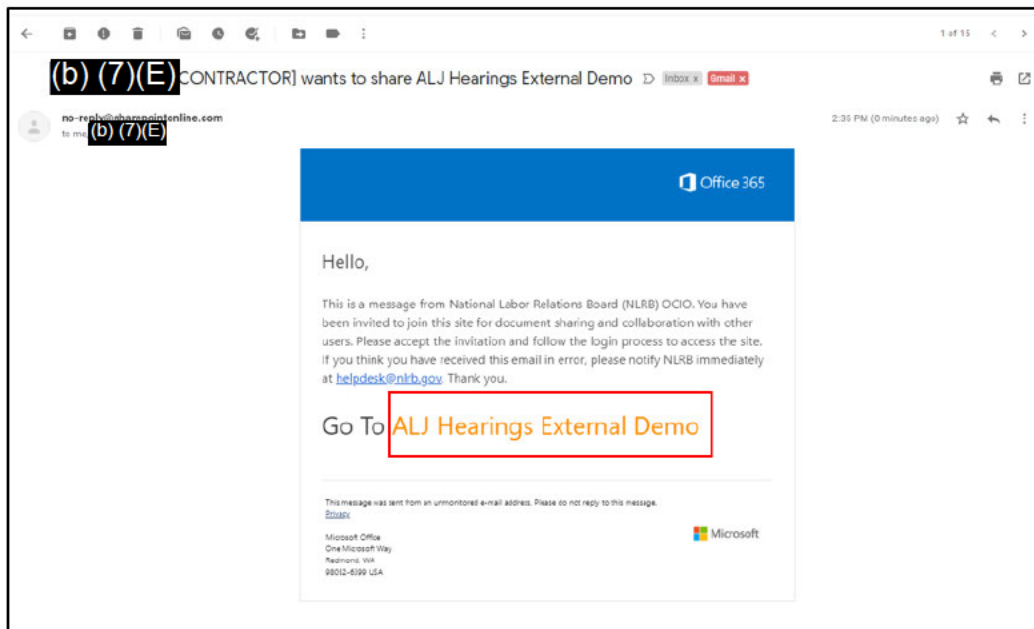 1 of 15
(b) (7)(E) CONTRACTOR] wants to share ALJ Hearings External Demo Inbox x Gmail x
no-reply@sharepointonline.com
2:35 PM (0 minutes ago)
to me, (b) (7)(E)
Office 365
Hello,
This is a message from National Labor Relations Board (NLRB) OCIO. You have
been invited to join this site for document sharing and collaboration with other
users. Please accept the invitation and follow the login process to access the site.
If you think you have received this email in error, please notify NLRB immediately
at helpdesk@nlrb.gov. Thank you.
Go To ALJ Hearings External Demo
This message was sent from an unmonitored e-mail address. Please do not reply to this message.
Privacy
Microsoft Office
One Microsoft Way
Redmond, WA
98052-6399 USA
Microsoft